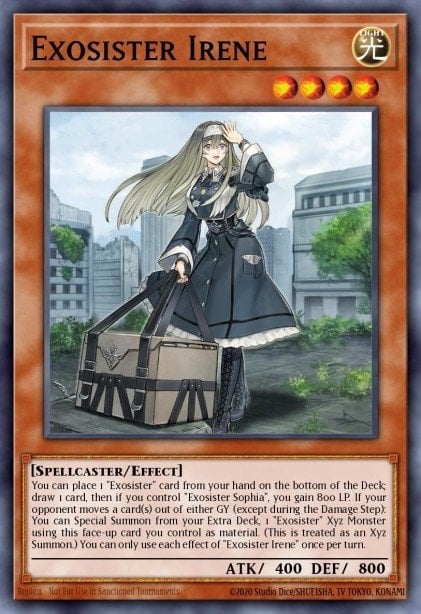 Exosister Irene
LIGHT
光
[Spellcaster/Effect]
You can place 1 "Exosister" card from your hand on the bottom of the Deck;
draw 1 card, then if you control "Exosister Sophia", you gain 800 LP. If your
opponent moves a card(s) out of either GY (except during the Damage Step):
You can Special Summon from your Extra Deck, 1 "Exosister" Xyz Monster
using this face-up card you control as material. (This is treated as an Xyz
Summon.) You can only use each effect of "Exosister Irene" once per turn.
ATK/ 400 DEF/ 800
Replica - Not For Use in Sanctioned Tournaments
©2020 Studio Dice/SHUEISHA, TV TOKYO, KONAMI